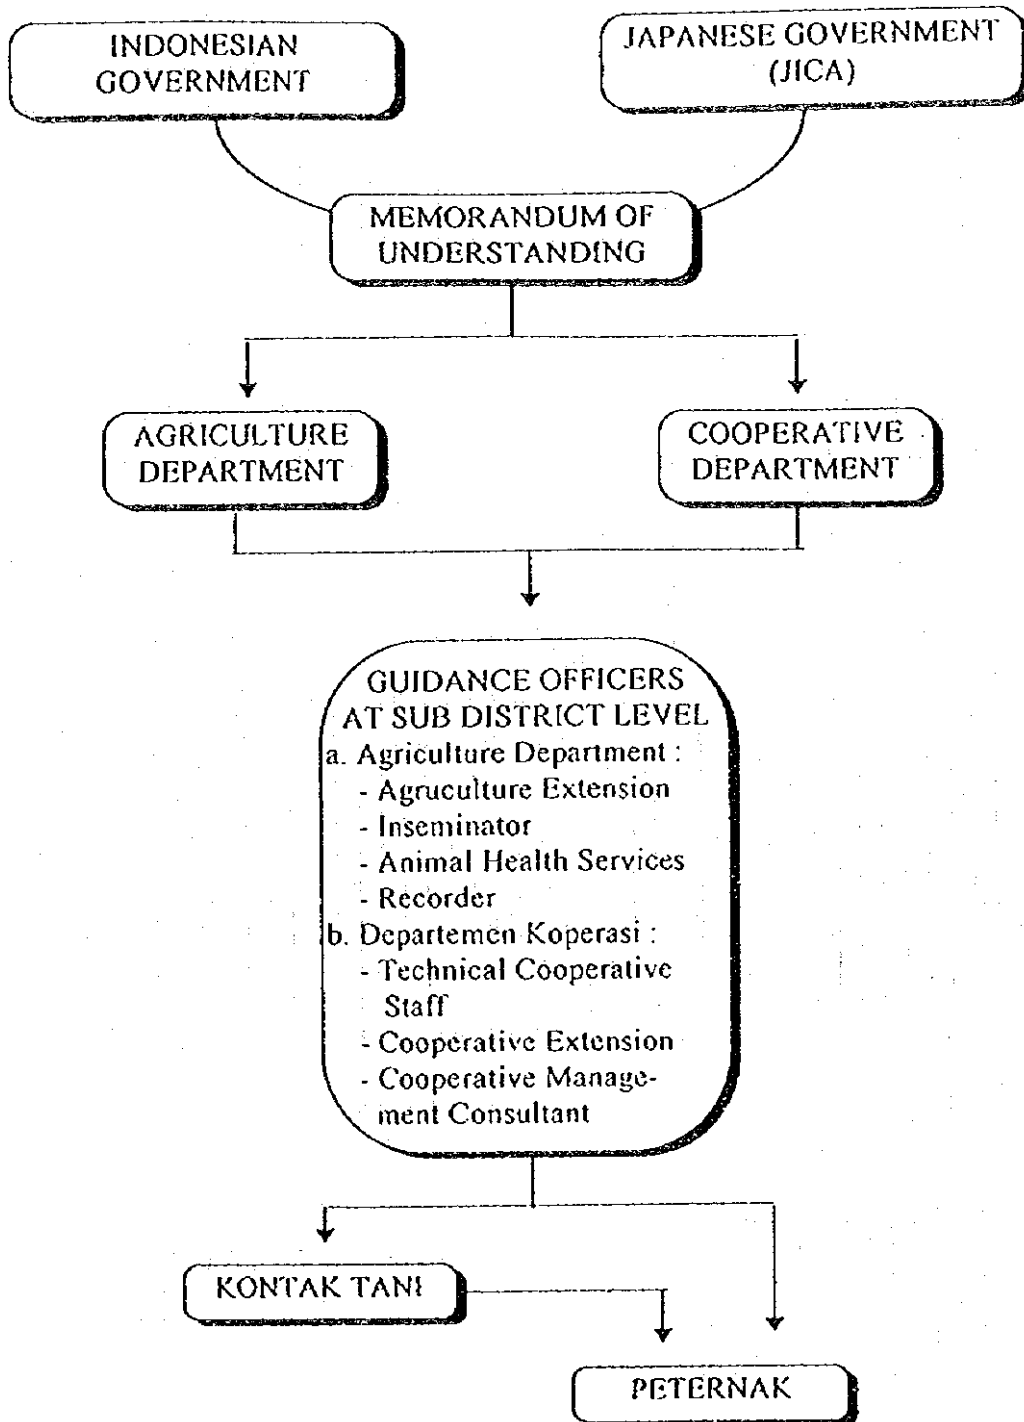 INDONESIAN
GOVERNMENT
JAPANESE GOVERNMENT
(JICA)
MEMORANDUM OF
UNDERSTANDING
AGRICULTURE
DEPARTMENT
COOPERATIVE
DEPARTMENT
GUIDANCE OFFICERS
AT SUB DISTRICT LEVEL
a. Agriculture Department :
- Agruculture Extension
- Inseminator
- Animal Health Services
- Recorder
b. Departemen Koperasi :
- Technical Cooperative
Staff
- Cooperative Extension
- Cooperative Manage-
ment Consultant
KONTAK TANI
PETERNAK